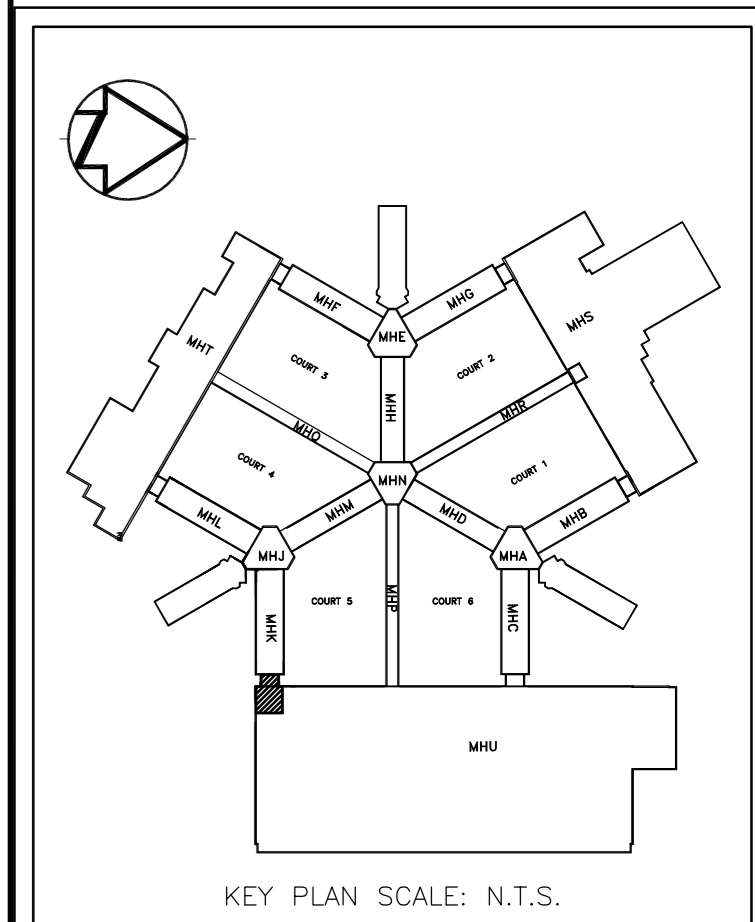 N
MHF
MHG
MHE
MHS
MHT
COURT 3
COURT 2
MHH
MHR
MHQ
COURT 4
COURT 1
MHN
MHL
MHM
MHD
MHB
MHJ
MHA
COURT 5
MHP
COURT 6
MHK
MHC
MHU
KEY PLAN SCALE: N.T.S.